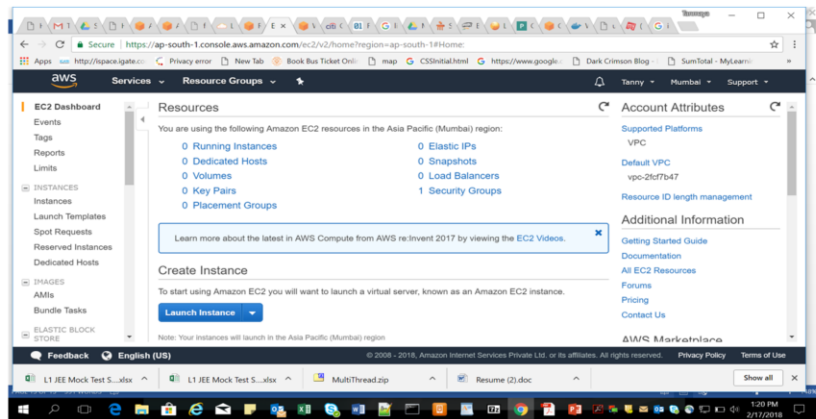 Tanmaya
Secure | https://ap-south-1.console.aws.amazon.com/ec2/v2/home?region=ap-south-1#Home:
Apps http://ispace.igate.co Privacy error New Tab Book Bus Ticket Onli map CSSInitial.html https://www.google.c Dark Crimson Blog - SumTotal - MyLearni »
aws Services Resource Groups Tanny Mumbai Support
EC2 Dashboard
Events
Tags
Reports
Limits
INSTANCES
Instances
Launch Templates
Spot Requests
Reserved Instances
Dedicated Hosts
IMAGES
AMIs
Bundle Tasks
ELASTIC BLOCK
STORE
Resources
You are using the following Amazon EC2 resources in the Asia Pacific (Mumbai) region:
0 Running Instances 0 Elastic IPs
0 Dedicated Hosts 0 Snapshots
0 Volumes 0 Load Balancers
0 Key Pairs 1 Security Groups
0 Placement Groups
Learn more about the latest in AWS Compute from AWS re:Invent 2017 by viewing the EC2 Videos.
Create Instance
To start using Amazon EC2 you will want to launch a virtual server, known as an Amazon EC2 instance.
Launch Instance
Note: Your instances will launch in the Asia Pacific (Mumbai) region
Account Attributes
Supported Platforms
VPC
Default VPC
vpc-2fcf7b47
Resource ID length management
Additional Information
Getting Started Guide
Documentation
All EC2 Resources
Forums
Pricing
Contact Us
AWS Marketplace
Feedback English (US) © 2008 - 2018, Amazon Internet Services Private Ltd. or its affiliates. All rights reserved. Privacy Policy Terms of Use
L1 JEE Mock Test S....xlsx L1 JEE Mock Test S....xlsx MultiThread.zip Resume (2).doc Show all
1:20 PM
2/17/2018